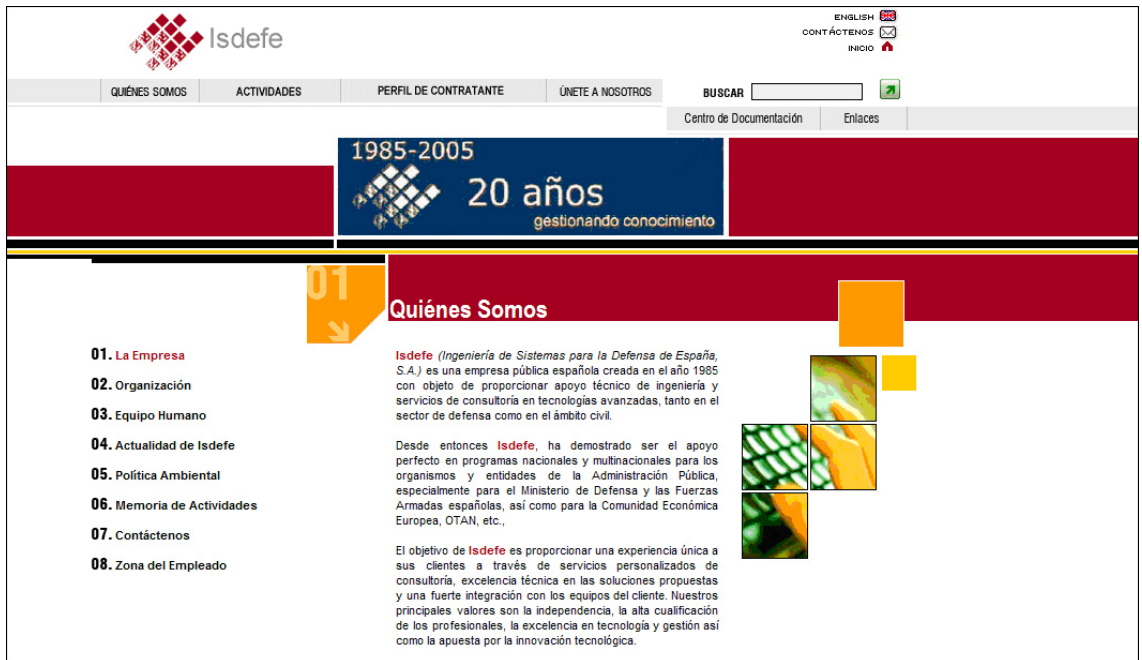 Isdefe
ENGLISH
CONTÁCTENOS
INICIO
QUIÉNES SOMOS
ACTIVIDADES
PERFIL DE CONTRATANTE
ÚNETE A NOSOTROS
BUSCAR
Centro de Documentación
Enlaces
1985-2005
20 años
gestionando conocimiento
01
Quiénes Somos
01. La Empresa
02. Organización
03. Equipo Humano
04. Actualidad de Isdefe
05. Política Ambiental
06. Memoria de Actividades
07. Contáctenos
08. Zona del Empleado
Isdefe (Ingeniería de Sistemas para la Defensa de España,
S.A.) es una empresa pública española creada en el año 1985
con objeto de proporcionar apoyo técnico de ingeniería y
servicios de consultoría en tecnologías avanzadas, tanto en el
sector de defensa como en el ámbito civil.
Desde entonces Isdefe, ha demostrado ser el apoyo
perfecto en programas nacionales y multinacionales para los
organismos y entidades de la Administración Pública,
especialmente para el Ministerio de Defensa y las Fuerzas
Armadas españolas, así como para la Comunidad Económica
Europea, OTAN, etc.,
El objetivo de Isdefe es proporcionar una experiencia única a
sus clientes a través de servicios personalizados de
consultoría, excelencia técnica en las soluciones propuestas
y una fuerte integración con los equipos del cliente. Nuestros
principales valores son la independencia, la alta cualificación
de los profesionales, la excelencia en tecnología y gestión así
como la apuesta por la innovación tecnológica.